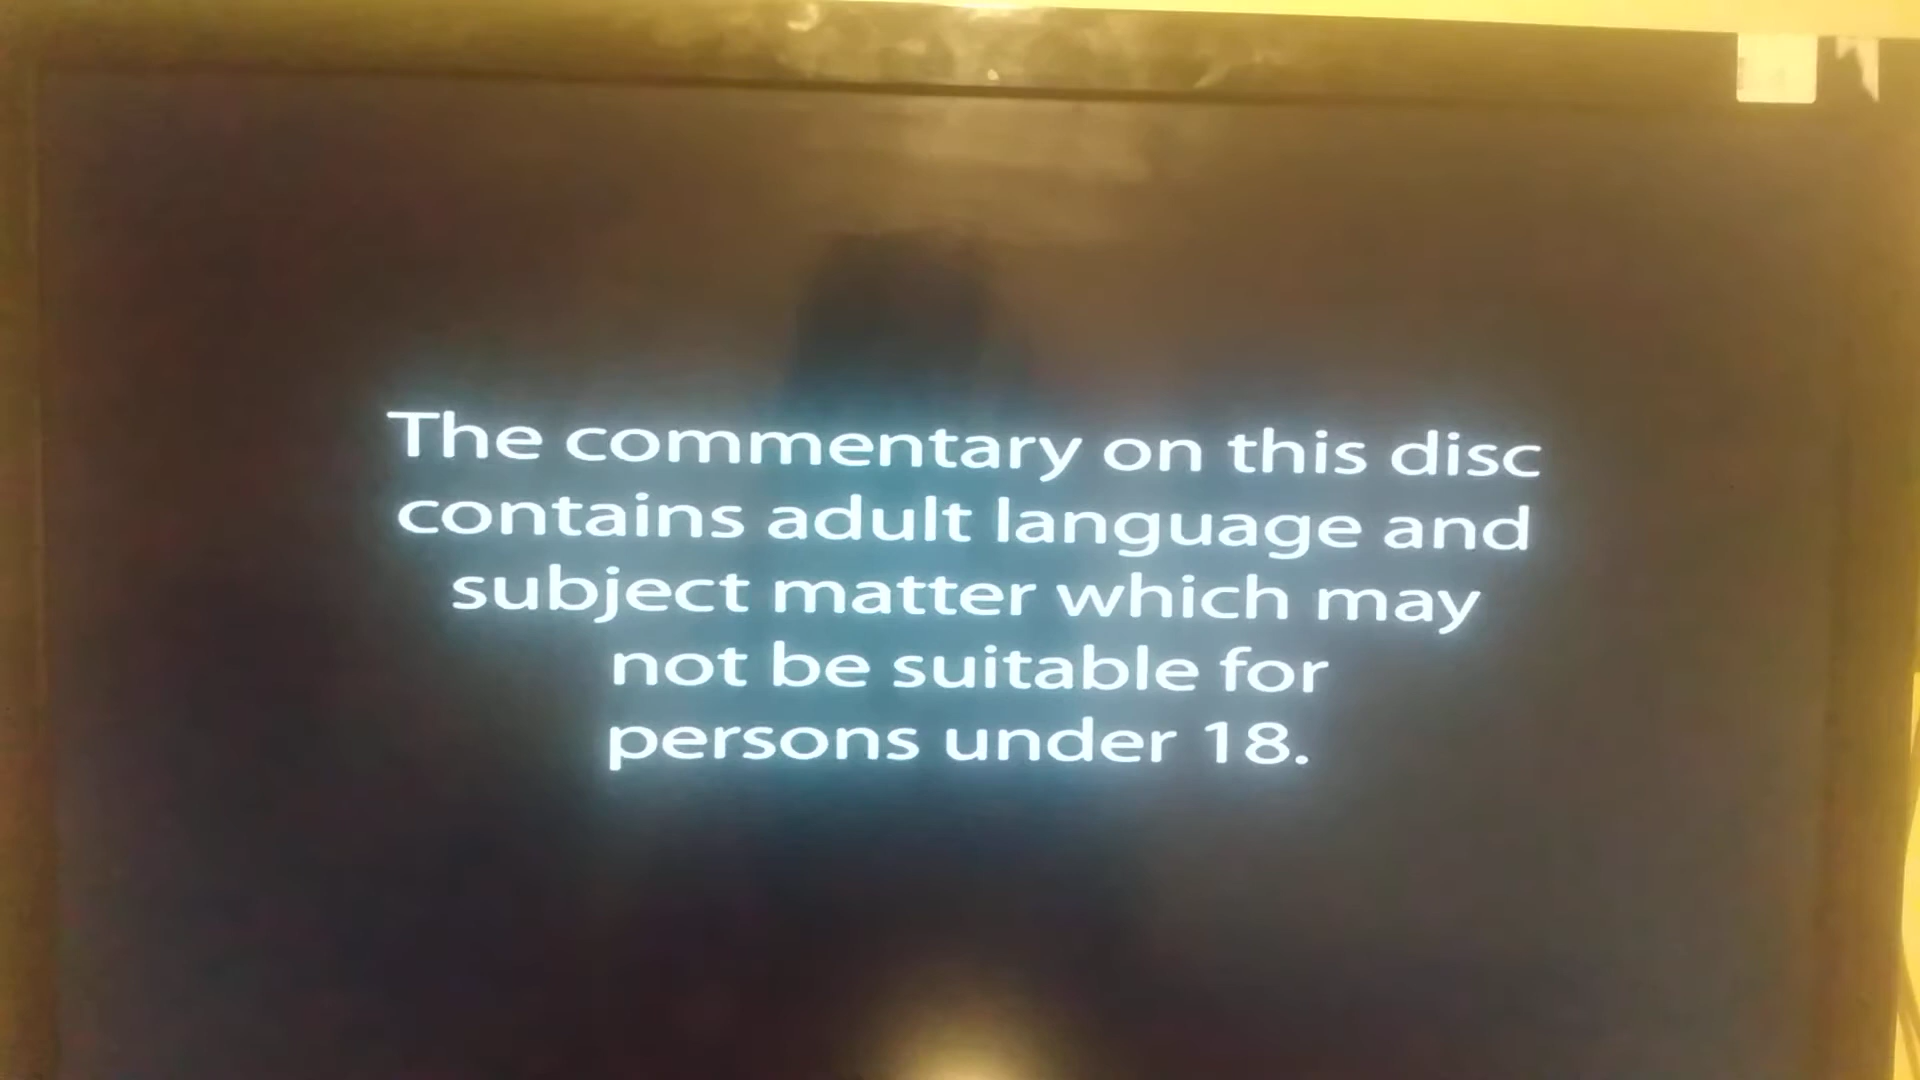 The commentary on this disc
contains adult language and
subject matter which may
not be suitable for
persons under 18.